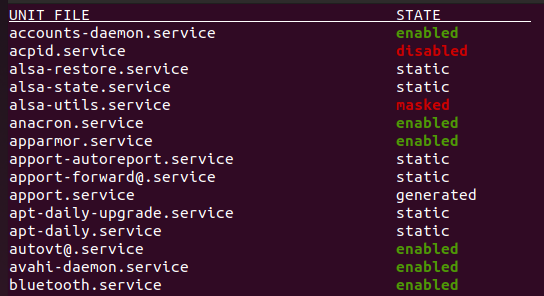 UNIT FILE STATE
accounts-daemon.service enabled
acpid.service disabled
alsa-restore.service static
alsa-state.service static
alsa-utils.service masked
anacron.service enabled
apparmor.service enabled
apport-autoreport.service static
apport-forward@.service static
apport.service generated
apt-daily-upgrade.service static
apt-daily.service static
autovt@.service enabled
avahi-daemon.service enabled
bluetooth.service enabled